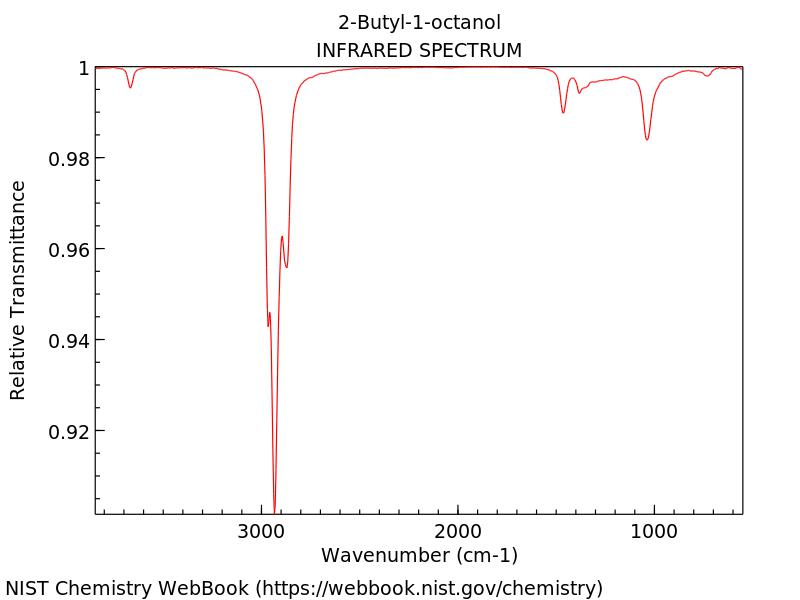 2-Butyl-1-octanol
INFRARED SPECTRUM
1
0.98
0.96
0.94
0.92
Relative Transmittance
3000 2000 1000
Wavenumber (cm-1)
NIST Chemistry WebBook (https://webbook.nist.gov/chemistry)